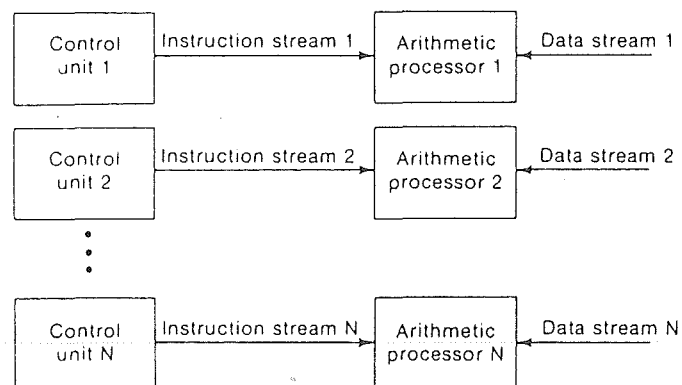 Control
unit 1
Instruction stream 1
Arithmetic
processor 1
Data stream 1
Control
unit 2
Instruction stream 2
Arithmetic
processor 2
Data stream 2
Control
unit N
Instruction stream N
Arithmetic
processor N
Data stream N